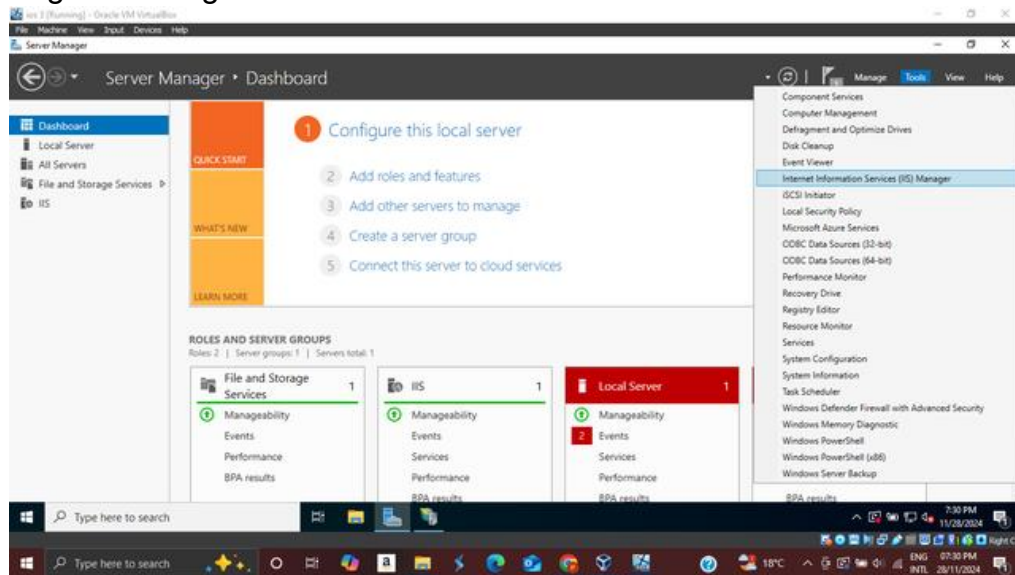 ios 3 [Running] - Oracle VM VirtualBox
File Machine View Input Devices Help
Server Manager
Server Manager • Dashboard
Manage Tools View Help
Dashboard
Local Server
All Servers
File and Storage Services
IIS
QUICK START
WHAT'S NEW
LEARN MORE
1 Configure this local server
2 Add roles and features
3 Add other servers to manage
4 Create a server group
5 Connect this server to cloud services
ROLES AND SERVER GROUPS
Roles: 2 | Server groups: 1 | Servers total: 1
File and Storage Services 1
Manageability
Events
Performance
BPA results
IIS 1
Manageability
Events
Services
Performance
BPA results
Local Server 1
Manageability
2 Events
Services
Performance
BPA results
BPA results
Component Services
Computer Management
Defragment and Optimize Drives
Disk Cleanup
Event Viewer
Internet Information Services (IIS) Manager
iSCSI Initiator
Local Security Policy
Microsoft Azure Services
ODBC Data Sources (32-bit)
ODBC Data Sources (64-bit)
Performance Monitor
Recovery Drive
Registry Editor
Resource Monitor
Services
System Configuration
System Information
Task Scheduler
Windows Defender Firewall with Advanced Security
Windows Memory Diagnostic
Windows PowerShell
Windows PowerShell (x86)
Windows Server Backup
Type here to search
7:30 PM
11/28/2024
Right C
Type here to search
18°C
ENG
INTL
07:30 PM
28/11/2024